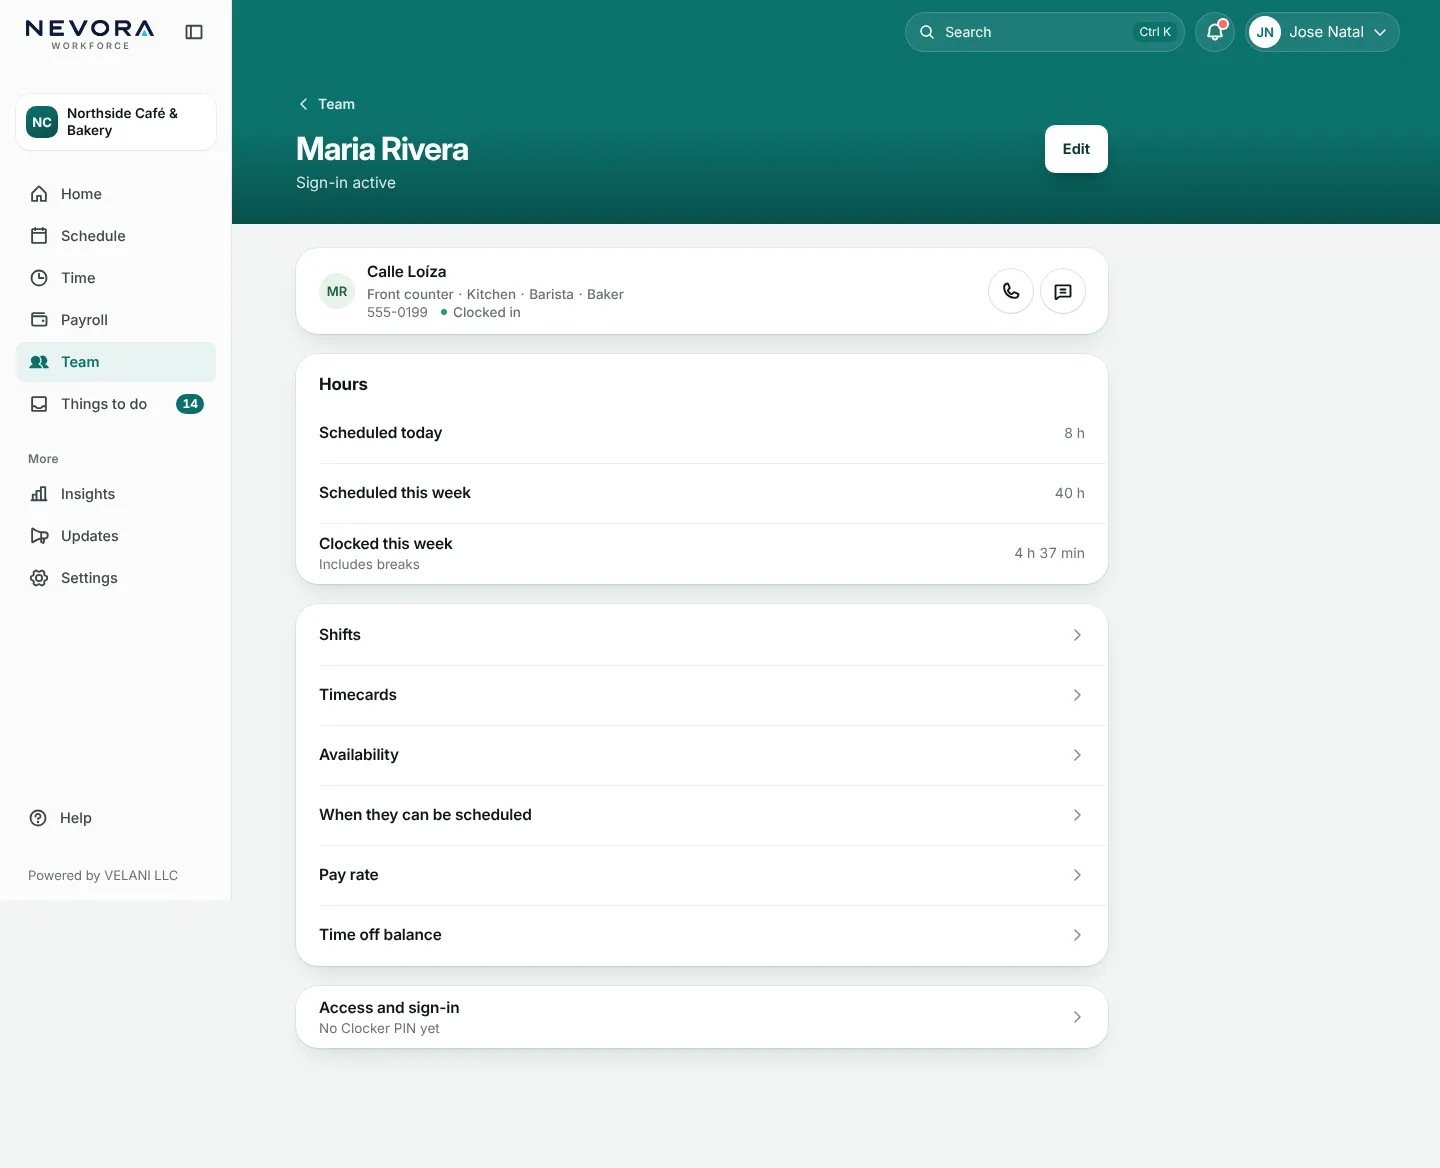 NEVORA
WORKFORCE
Search
Ctrl K
JN
Jose Natal
NC
Northside Café &
Bakery
Home
Schedule
Time
Payroll
Team
Things to do
14
More
Insights
Updates
Settings
Help
Powered by VELANI LLC
Team
Maria Rivera
Sign-in active
Edit
MR
Calle Loíza
Front counter · Kitchen · Barista · Baker
555-0199 • Clocked in
Hours
Scheduled today
8 h
Scheduled this week
40 h
Clocked this week
Includes breaks
4 h 37 min
Shifts
Timecards
Availability
When they can be scheduled
Pay rate
Time off balance
Access and sign-in
No Clocker PIN yet